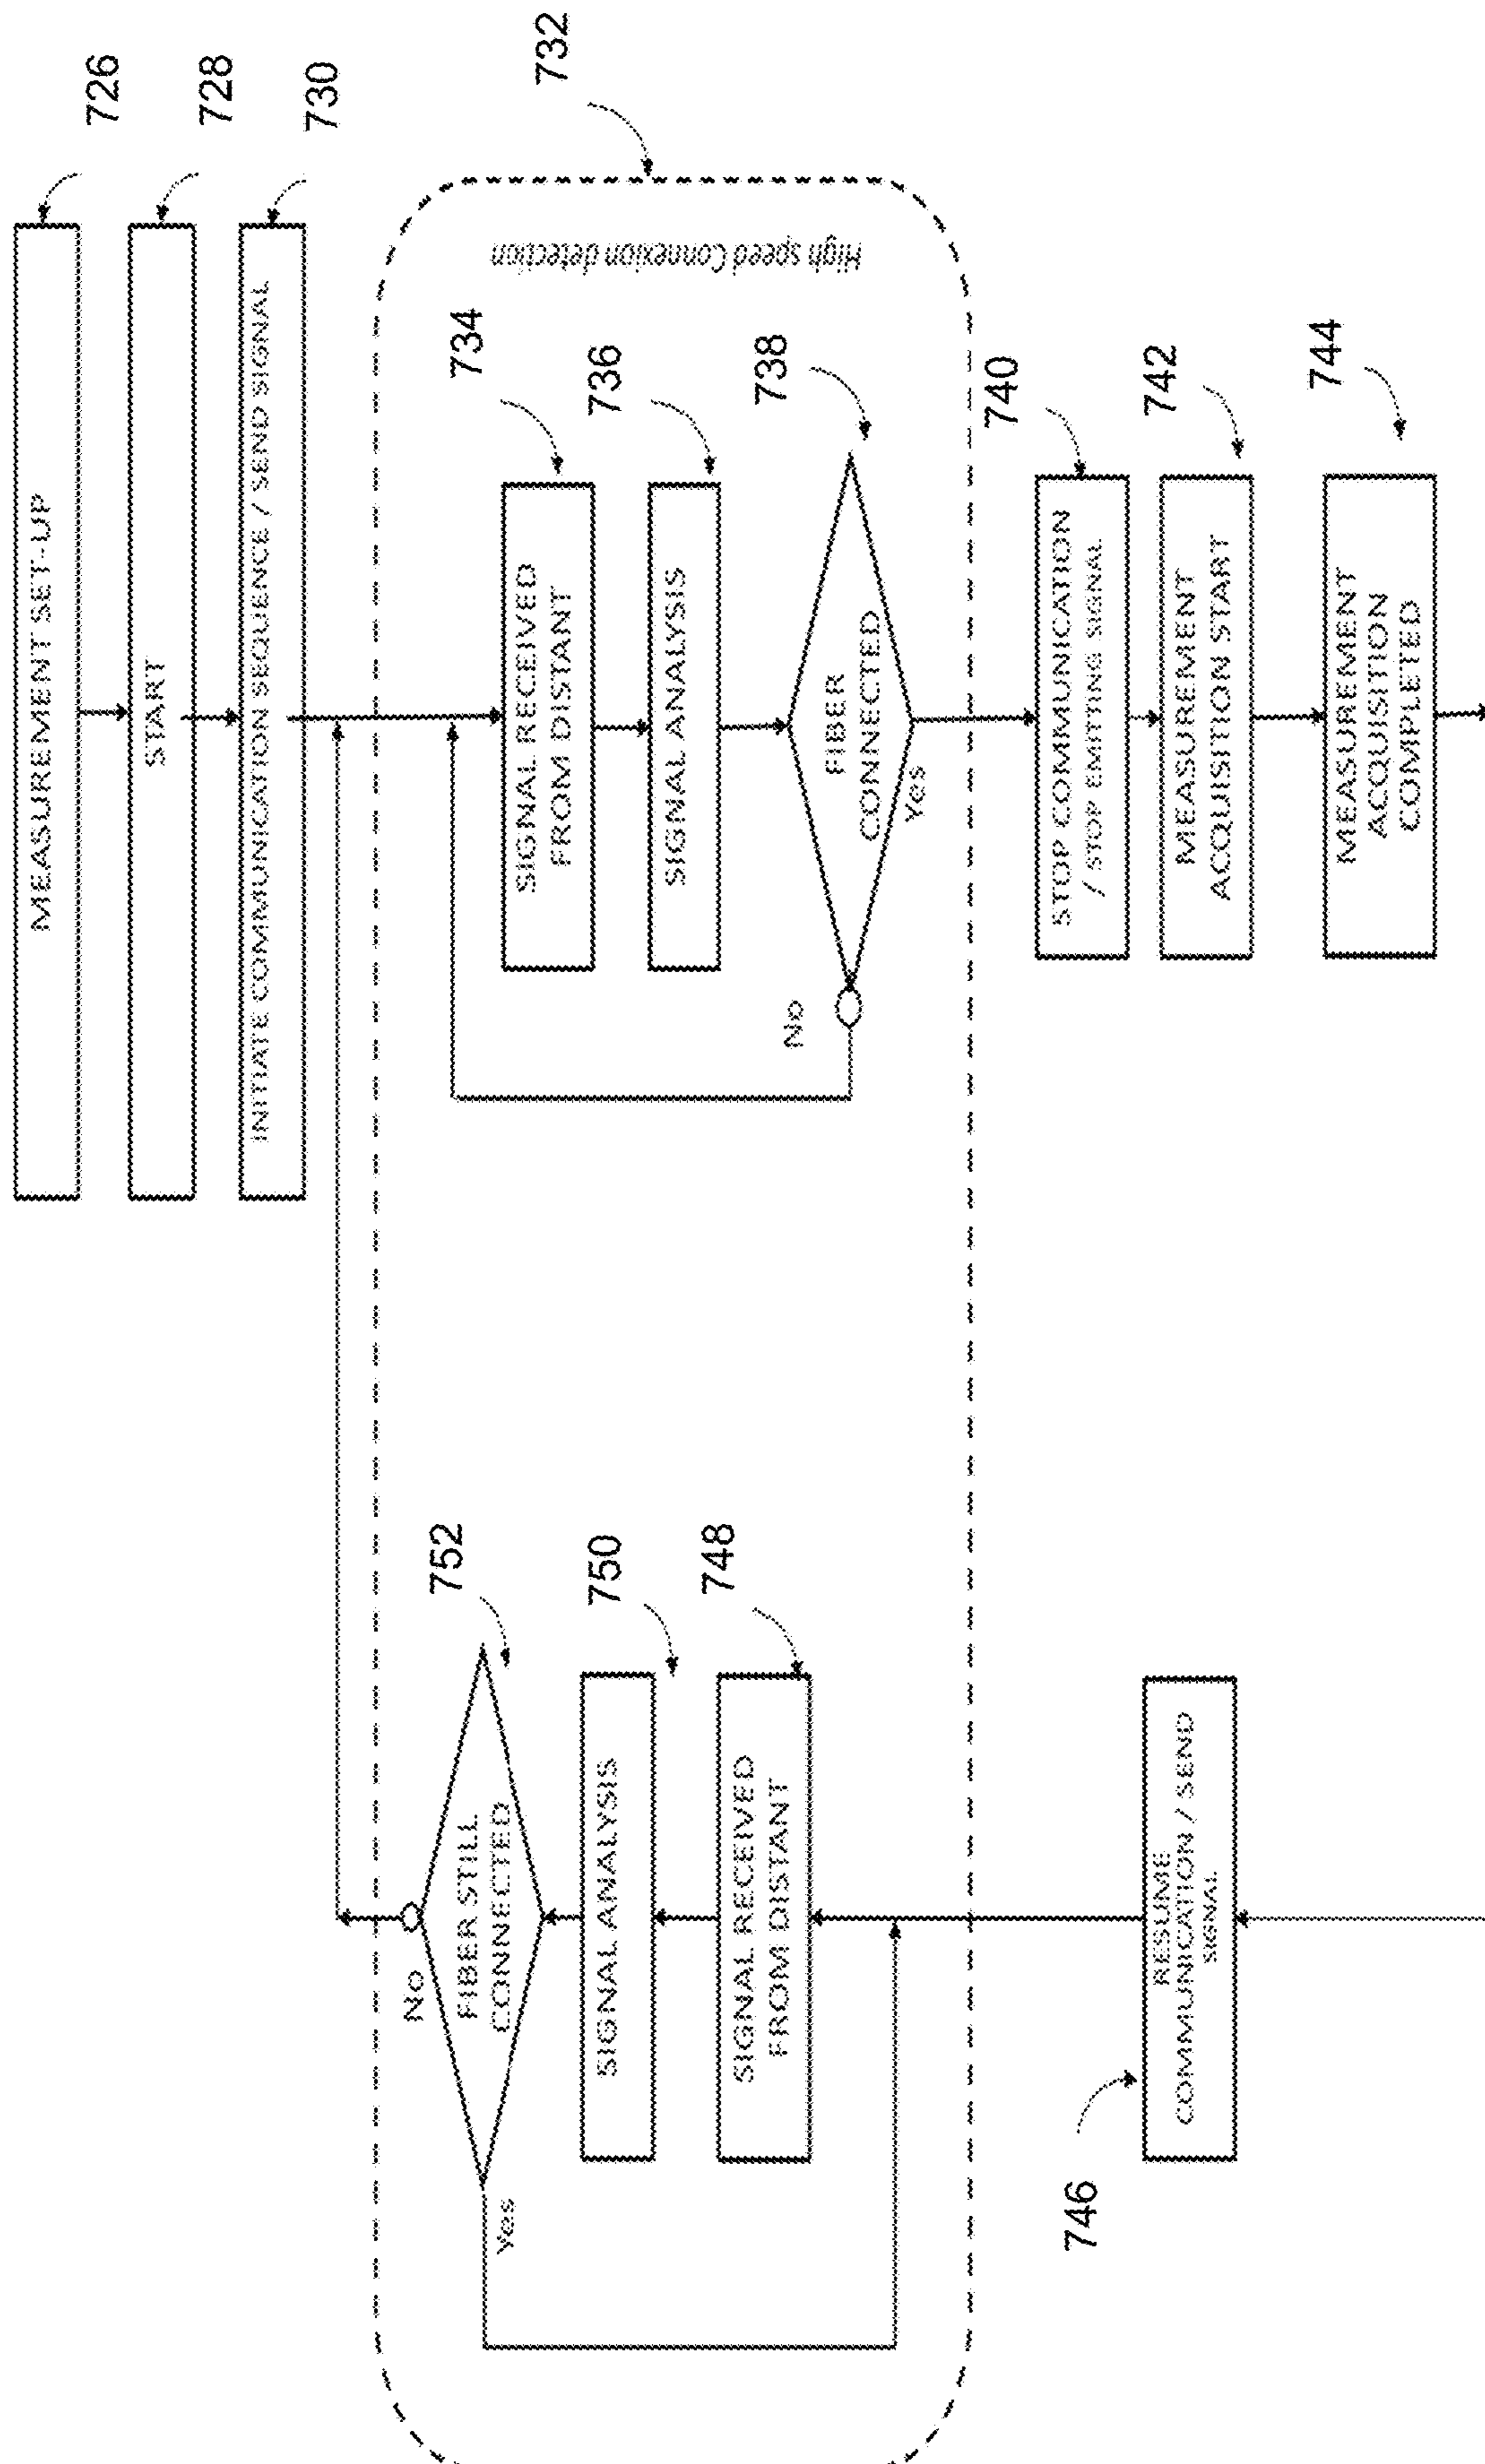 726
MEASUREMENT SET-UP
728
START
730
INITIATE COMMUNICATION SEQUENCE / SEND SIGNAL
732
High speed Connexion detection
734
SIGNAL RECEIVED
FROM DISTANT
736
SIGNAL ANALYSIS
738
FIBER
CONNECTED
No
Yes
740
STOP COMMUNICATION
/ STOP EMITTING SIGNAL
742
MEASUREMENT
ACQUISITION START
744
MEASUREMENT
ACQUISITION
COMPLETED
752
No
FIBER STILL
CONNECTED
Yes
750
SIGNAL ANALYSIS
748
SIGNAL RECEIVED
FROM DISTANT
746
RESUME
COMMUNICATION / SEND
SIGNAL